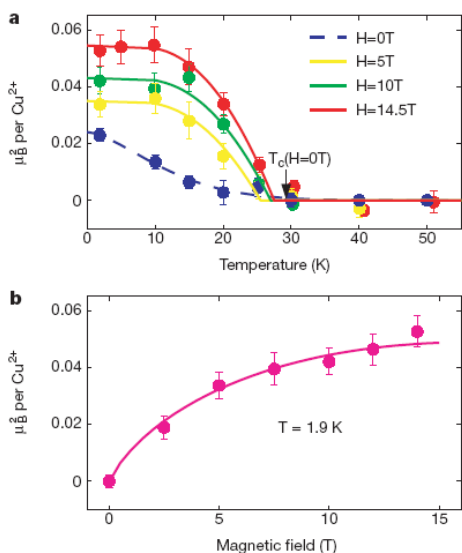 a
0.06
0.04
0.02
0
μ²B per Cu²⁺
H=0T
H=5T
H=10T
H=14.5T
Tc(H=0T)
0 10 20 30 40 50
Temperature (K)
b
0.06
0.04
0.02
0
μ²B per Cu²⁺
T = 1.9 K
0 5 10 15
Magnetic field (T)